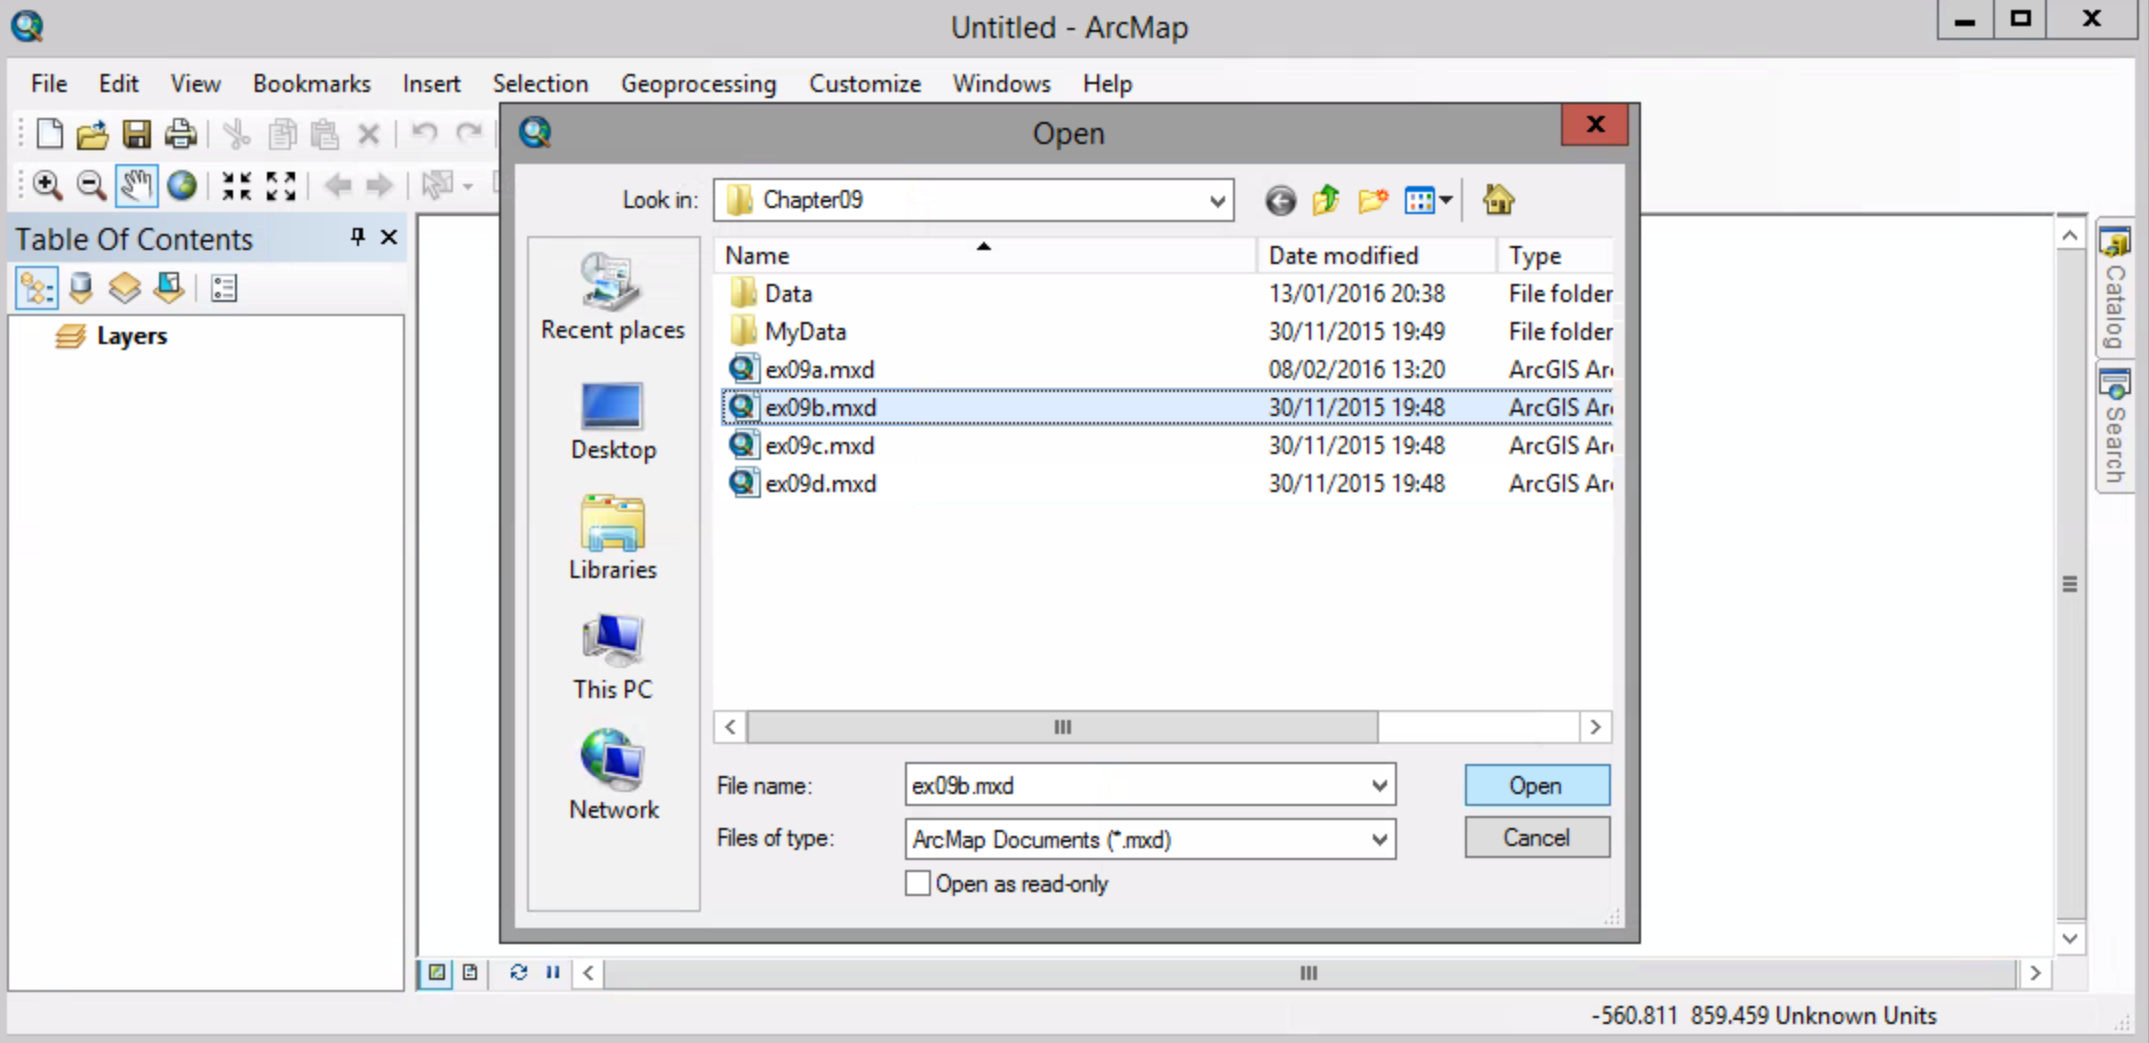 Untitled - ArcMap
File Edit View Bookmarks Insert Selection Geoprocessing Customize Windows Help
Open
Look in: Chapter09
Table Of Contents
Layers
Name Date modified Type
Data 13/01/2016 20:38 File folder
MyData 30/11/2015 19:49 File folder
ex09a.mxd 08/02/2016 13:20 ArcGIS Ar
ex09b.mxd 30/11/2015 19:48 ArcGIS Ar
ex09c.mxd 30/11/2015 19:48 ArcGIS Ar
ex09d.mxd 30/11/2015 19:48 ArcGIS Ar
Recent places
Desktop
Libraries
This PC
Network
File name: ex09b.mxd Open
Files of type: ArcMap Documents (*.mxd) Cancel
Open as read-only
Catalog
Search
-560.811 859.459 Unknown Units